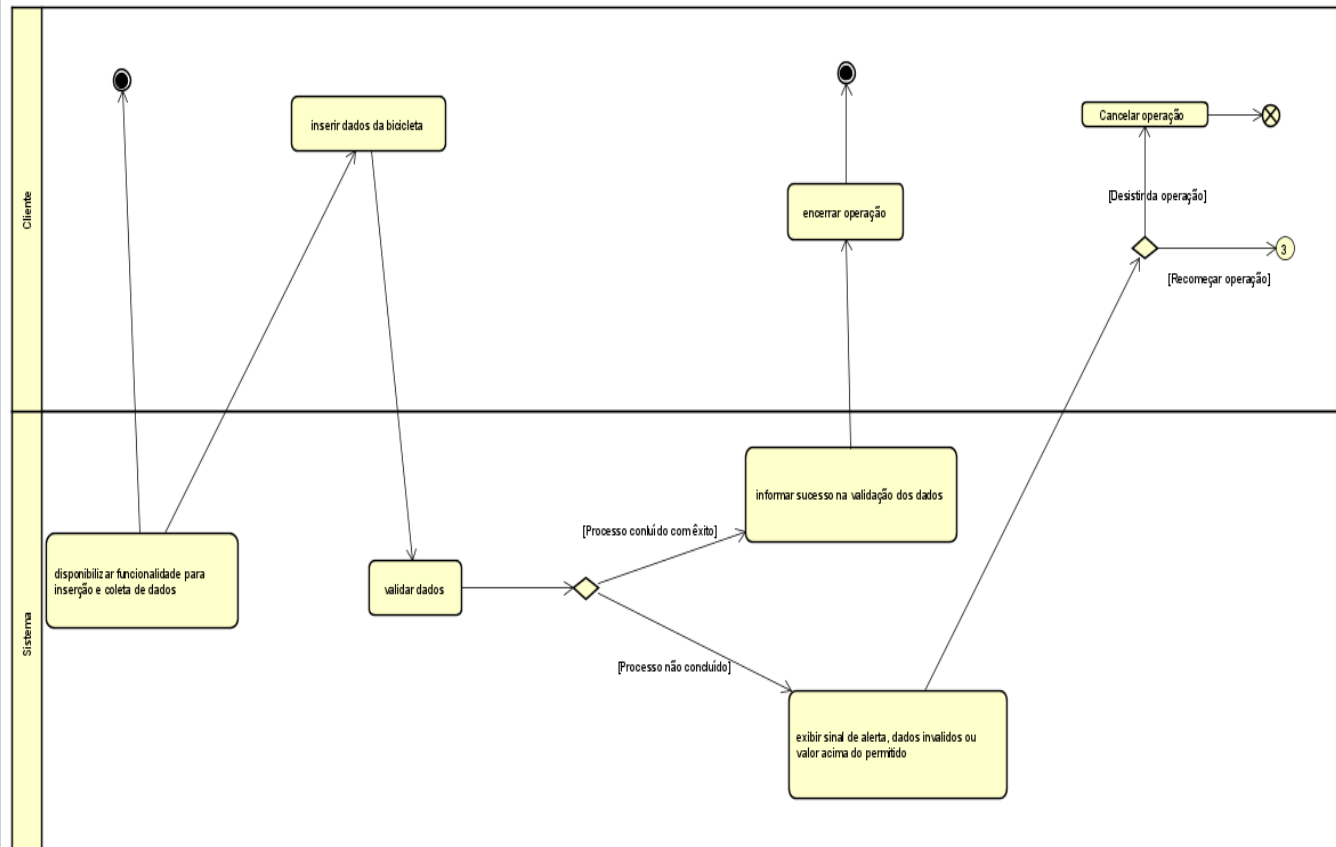 Cliente
inserir dados da bicicleta
encerrar operação
Cancelar operação
[Desistir da operação]
3
[Recomeçar operação]
Sistema
disponibilizar funcionalidade para
inserção e coleta de dados
validar dados
[Processo conluído com êxito]
informar sucesso na validação dos dados
[Processo não concluído]
exibir sinal de alerta, dados invalidos ou
valor acima do permitido